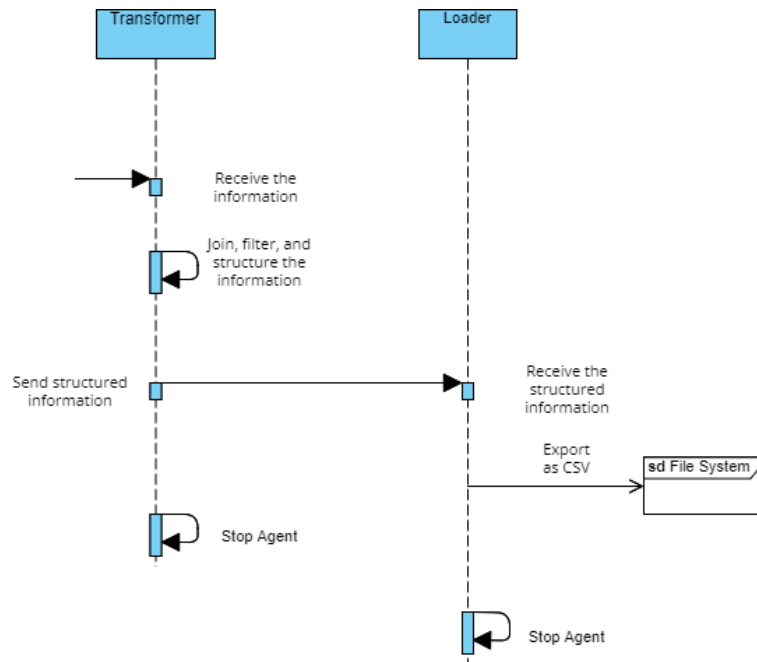 Transformer
Loader
Receive the
information
Join, filter, and
structure the
information
Send structured
information
Receive the
structured
information
Export
as CSV
sd File System
Stop Agent
Stop Agent